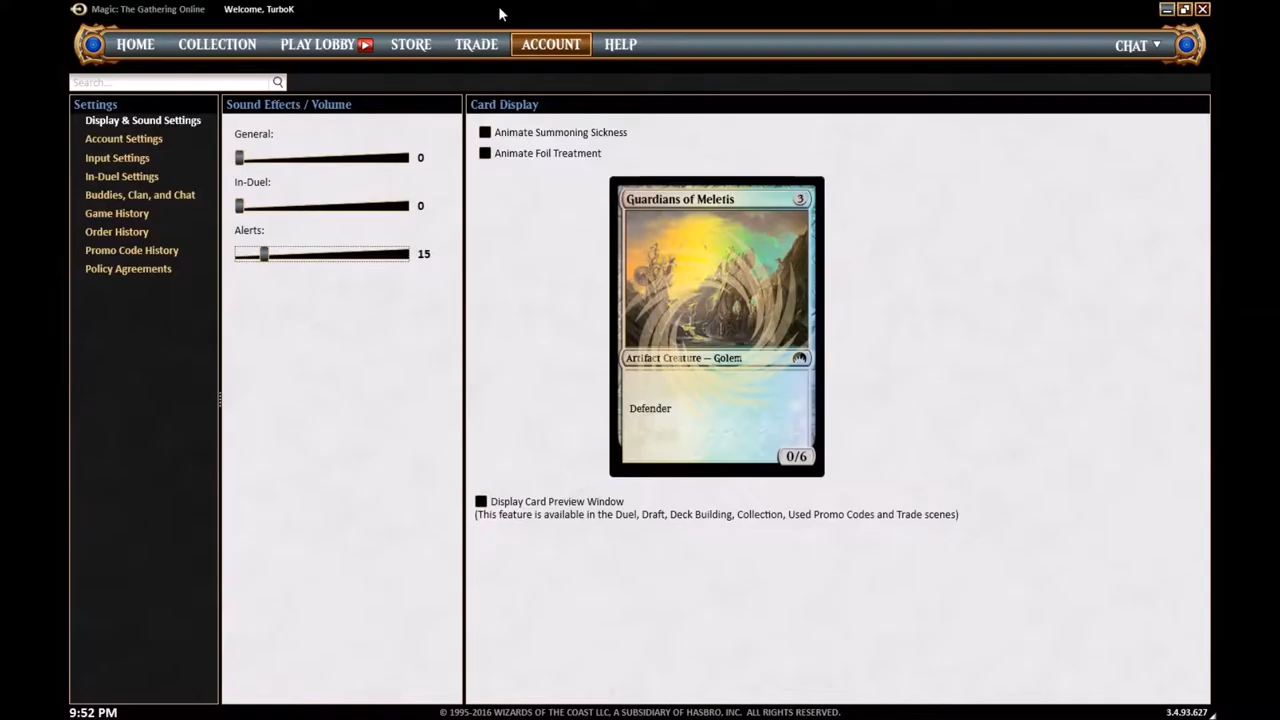 Magic: The Gathering Online
Welcome, TurboK
HOME COLLECTION PLAY LOBBY STORE TRADE ACCOUNT HELP CHAT
Search...
Settings
Display & Sound Settings
Account Settings
Input Settings
In-Duel Settings
Buddies, Clan, and Chat
Game History
Order History
Promo Code History
Policy Agreements
Sound Effects / Volume
General:
0
In-Duel:
0
Alerts:
15
Card Display
Animate Summoning Sickness
Animate Foil Treatment
Guardians of Meletis 3
Artifact Creature — Golem
Defender
0/6
Display Card Preview Window
(This feature is available in the Duel, Draft, Deck Building, Collection, Used Promo Codes and Trade scenes)
9:52 PM
© 1995-2016 WIZARDS OF THE COAST LLC, A SUBSIDIARY OF HASBRO, INC. ALL RIGHTS RESERVED.
3.4.93.627